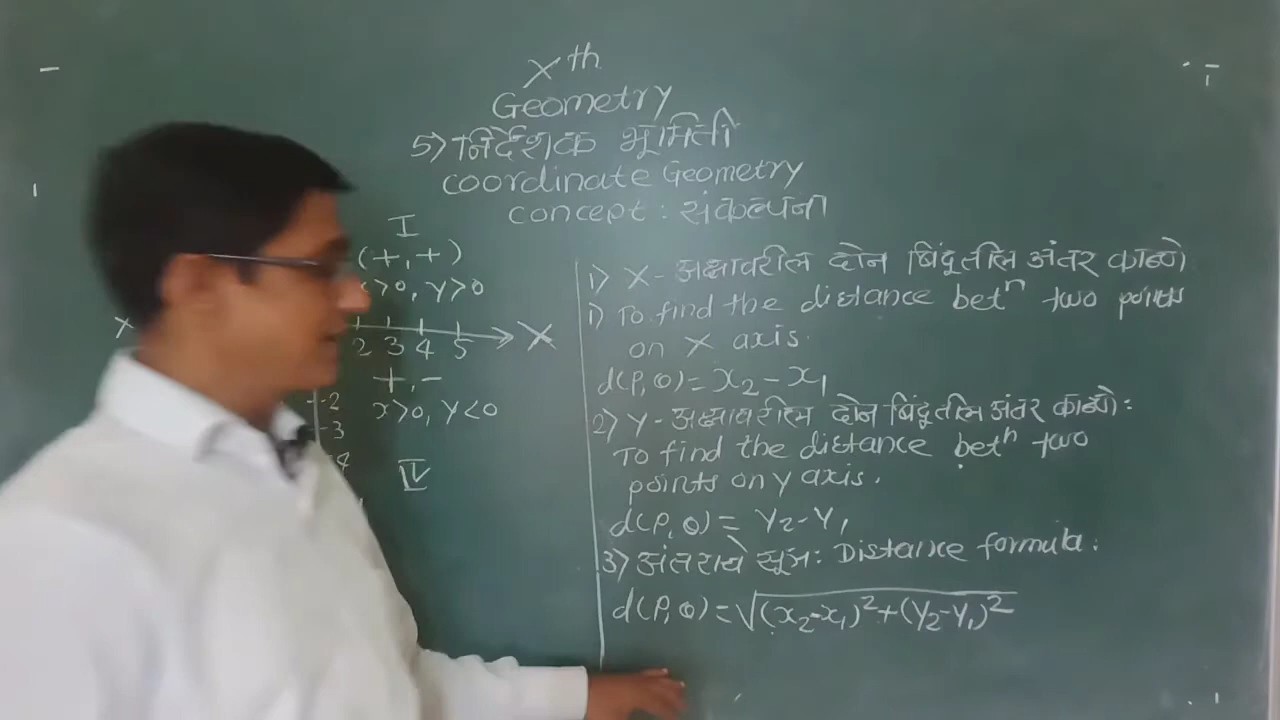 Xth
Geometry
5) निर्देशक भूमिती
Coordinate Geometry
concept : संकल्पना
I
(+,+)
x>0, y>0
X
2 3 4 5
X
+,-
x>0, y<0
-2
-3
-4
IV
1) X-अक्षावरील दोन बिंदूतील अंतर काढणे
1) To find the distance betn two points
on X axis.
d(P,Q)= x2-x1
2) Y-अक्षावरील दोन बिंदूतील अंतर काढणे:
To find the distance betn two
points on y axis.
d(P,Q)= Y2-Y1
3) अंतराचे सूत्र: Distance formula:
d(P,Q)=√(x2-x1)²+(Y2-Y1)²